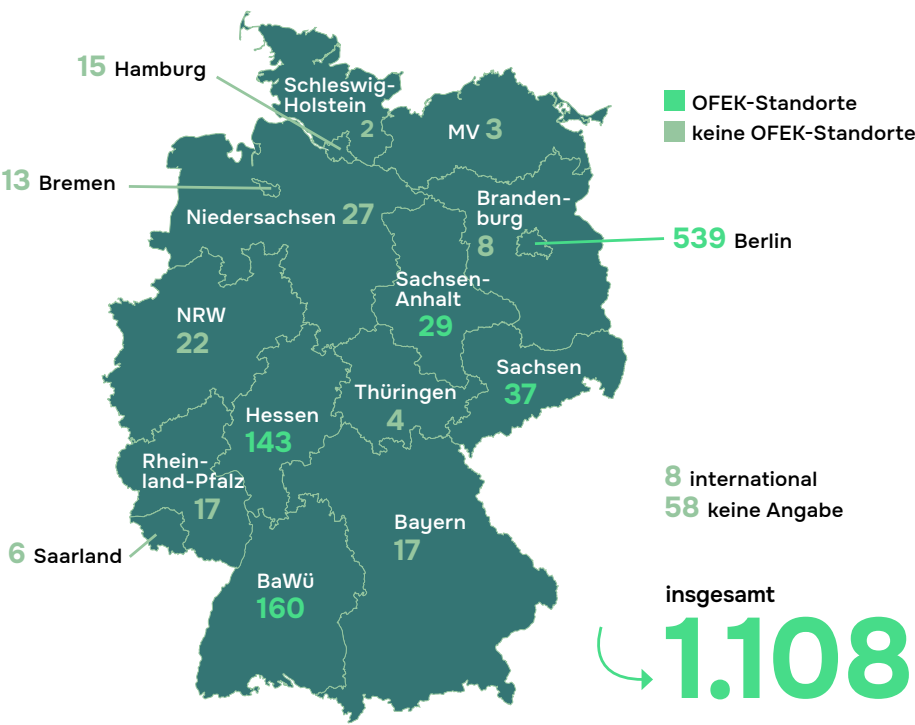 15 Hamburg
Schleswig-
Holstein
2
MV 3
OFEK-Standorte
keine OFEK-Standorte
13 Bremen
Niedersachsen 27
Branden-
burg
8
539 Berlin
Sachsen-
Anhalt
29
NRW
22
Sachsen
37
Thüringen
4
Hessen
143
Rhein-
land-Pfalz
17
8 international
58 keine Angabe
Bayern
17
6 Saarland
BaWü
160
insgesamt
1.108